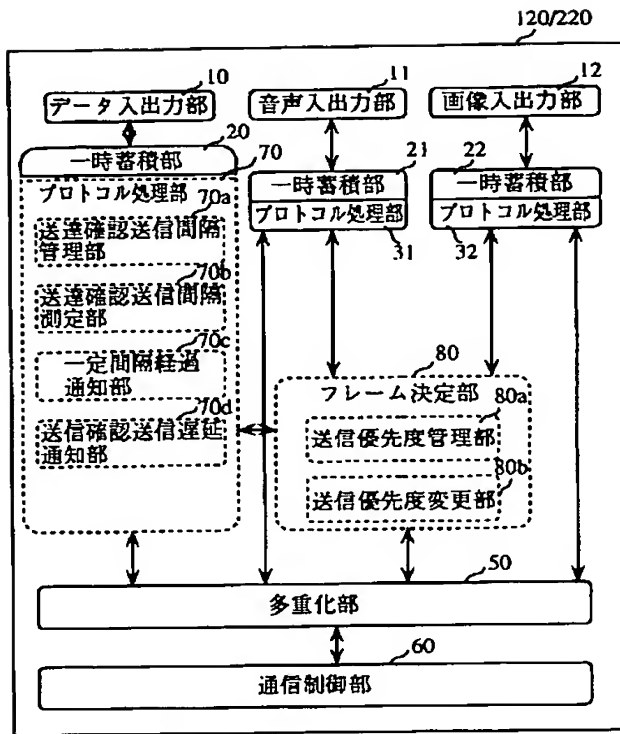 120/220
10
11
12
データ入出力部
音声入出力部
画像入出力部
20
一時蓄積部
70
プロトコル処理部
70a
送達確認送信間隔
管理部
70b
送達確認送信間隔
測定部
70c
一定間隔経過
通知部
70d
送信確認送信遅延
通知部
21
一時蓄積部
プロトコル処理部
31
22
一時蓄積部
プロトコル処理部
32
80
フレーム決定部
80a
送信優先度管理部
80b
送信優先度変更部
50
多重化部
60
通信制御部